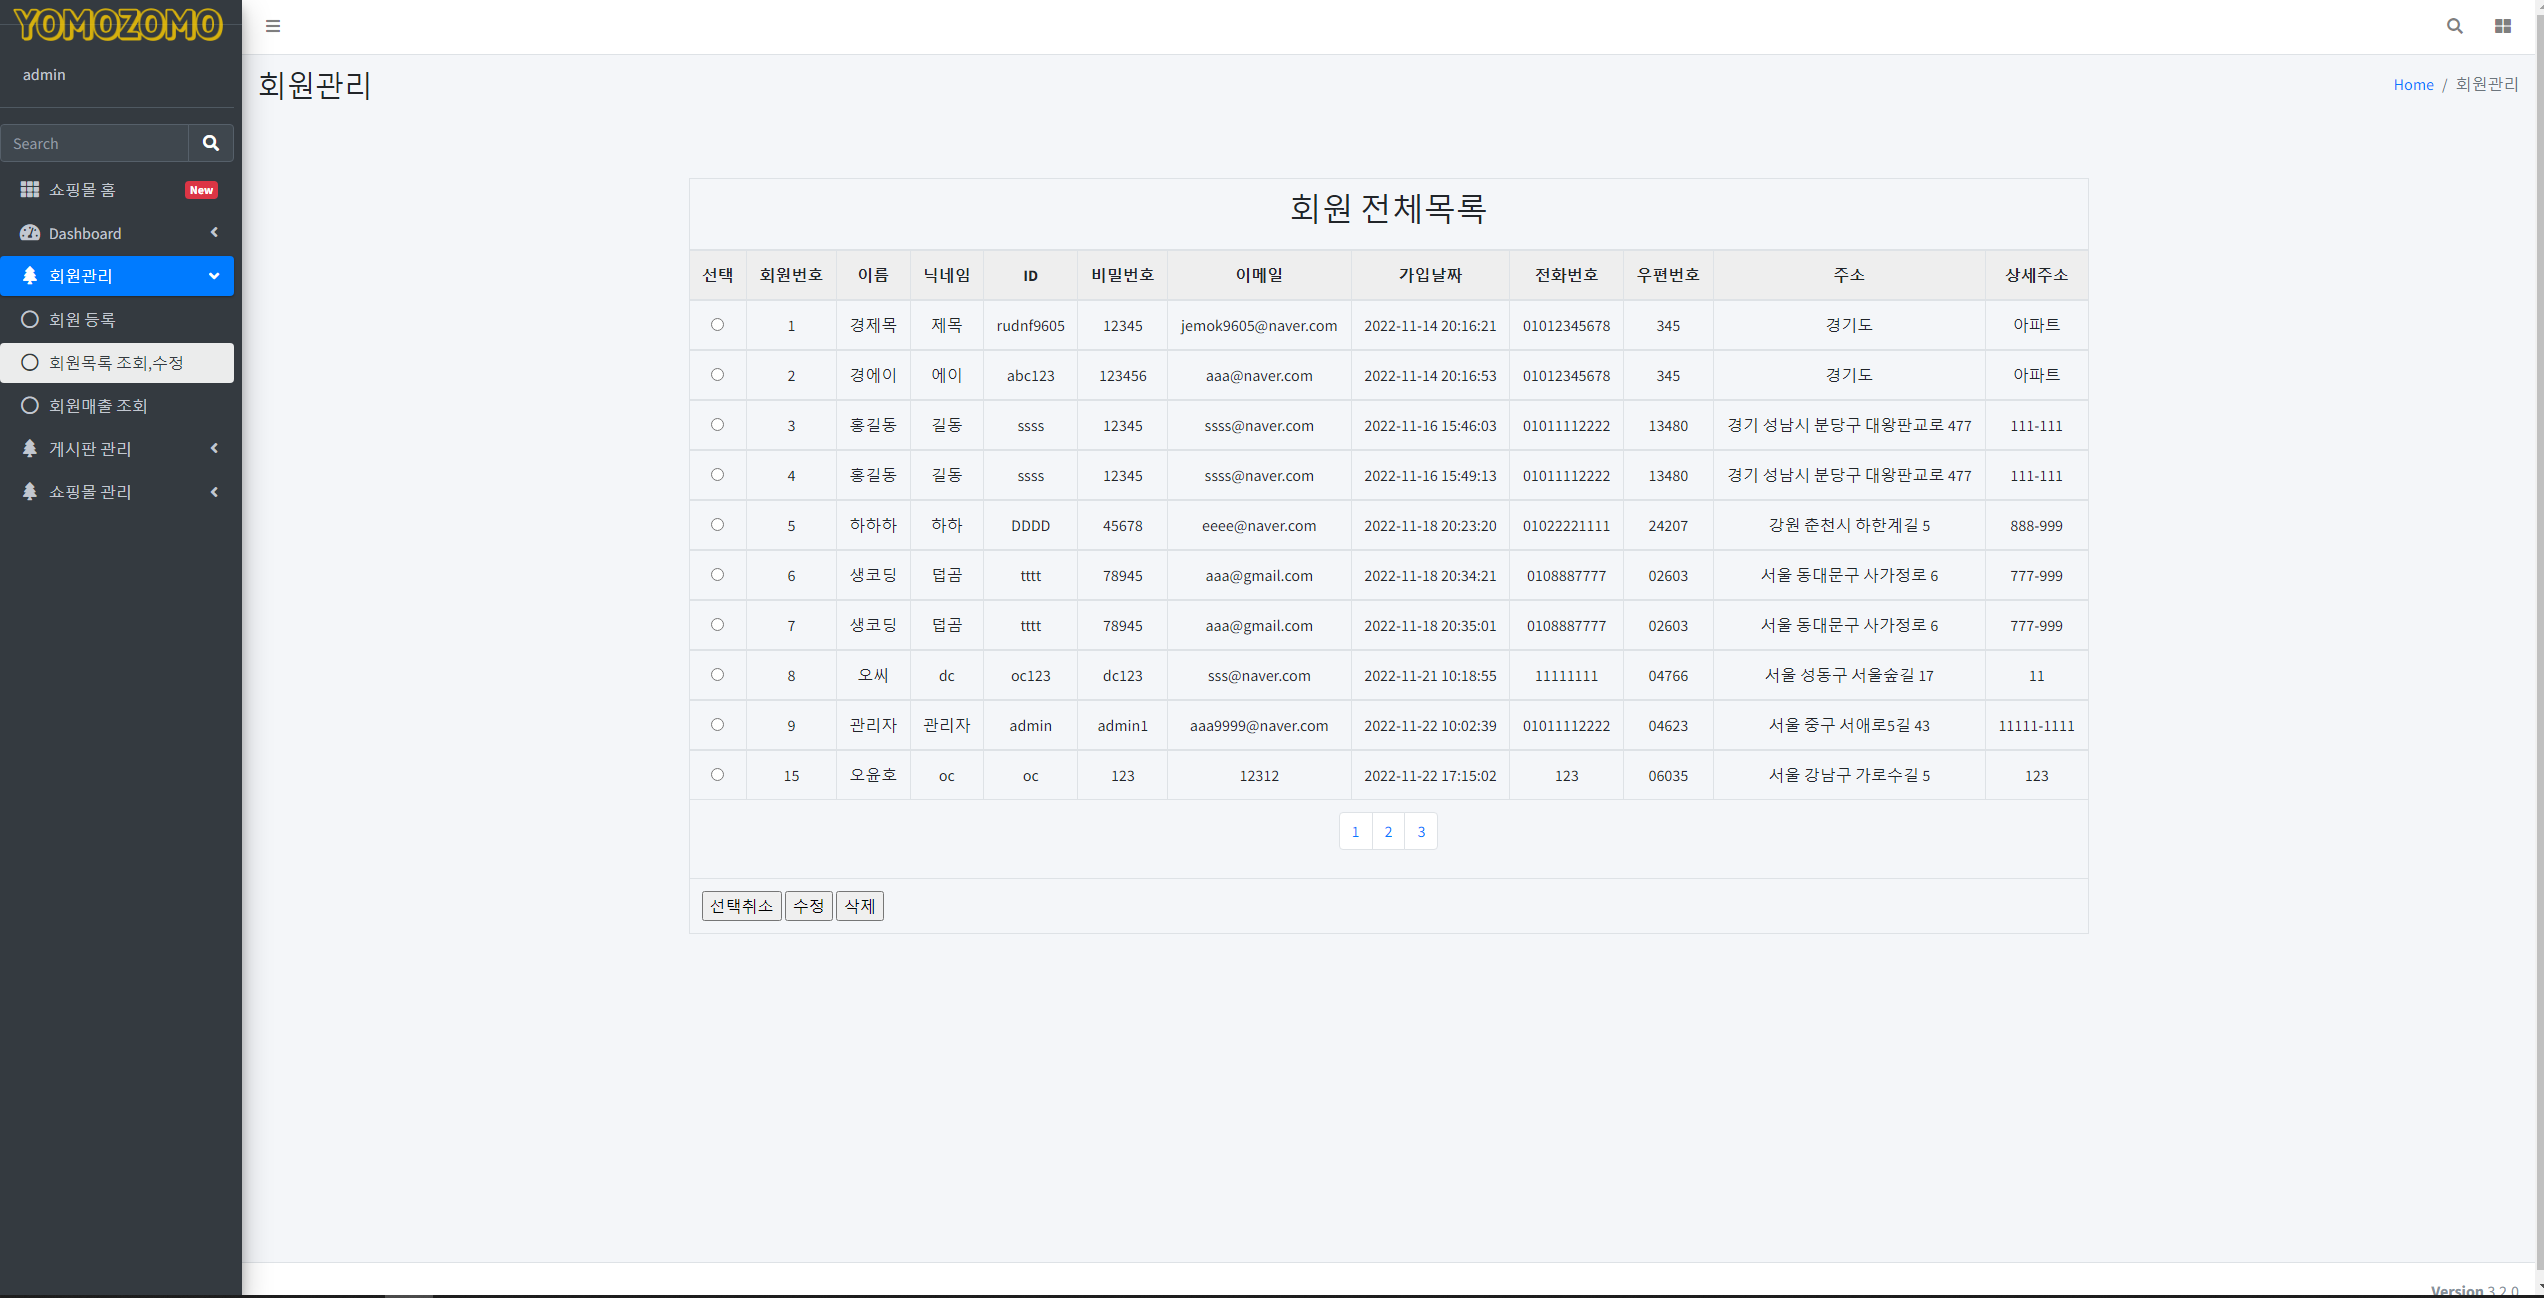 YOMOZOMO
admin
Search
쇼핑몰 홈 New
Dashboard
회원관리
회원 등록
회원목록 조회,수정
회원매출 조회
게시판 관리
쇼핑몰 관리
회원관리
Home / 회원관리
회원 전체목록
선택 회원번호 이름 닉네임 ID 비밀번호 이메일 가입날짜 전화번호 우편번호 주소 상세주소
1 경제목 제목 rudnf9605 12345 jemok9605@naver.com 2022-11-14 20:16:21 01012345678 345 경기도 아파트
2 경에이 에이 abc123 123456 aaa@naver.com 2022-11-14 20:16:53 01012345678 345 경기도 아파트
3 홍길동 길동 ssss 12345 ssss@naver.com 2022-11-16 15:46:03 01011112222 13480 경기 성남시 분당구 대왕판교로 477 111-111
4 홍길동 길동 ssss 12345 ssss@naver.com 2022-11-16 15:49:13 01011112222 13480 경기 성남시 분당구 대왕판교로 477 111-111
5 하하하 하하 DDDD 45678 eeee@naver.com 2022-11-18 20:23:20 01022221111 24207 강원 춘천시 하한계길 5 888-999
6 생코딩 덥곰 tttt 78945 aaa@gmail.com 2022-11-18 20:34:21 0108887777 02603 서울 동대문구 사가정로 6 777-999
7 생코딩 덥곰 tttt 78945 aaa@gmail.com 2022-11-18 20:35:01 0108887777 02603 서울 동대문구 사가정로 6 777-999
8 오씨 dc oc123 dc123 sss@naver.com 2022-11-21 10:18:55 11111111 04766 서울 성동구 서울숲길 17 11
9 관리자 관리자 admin admin1 aaa9999@naver.com 2022-11-22 10:02:39 01011112222 04623 서울 중구 서애로5길 43 11111-1111
15 오윤호 oc oc 123 12312 2022-11-22 17:15:02 123 06035 서울 강남구 가로수길 5 123
1 2 3
선택취소 수정 삭제
Version 3.2.0